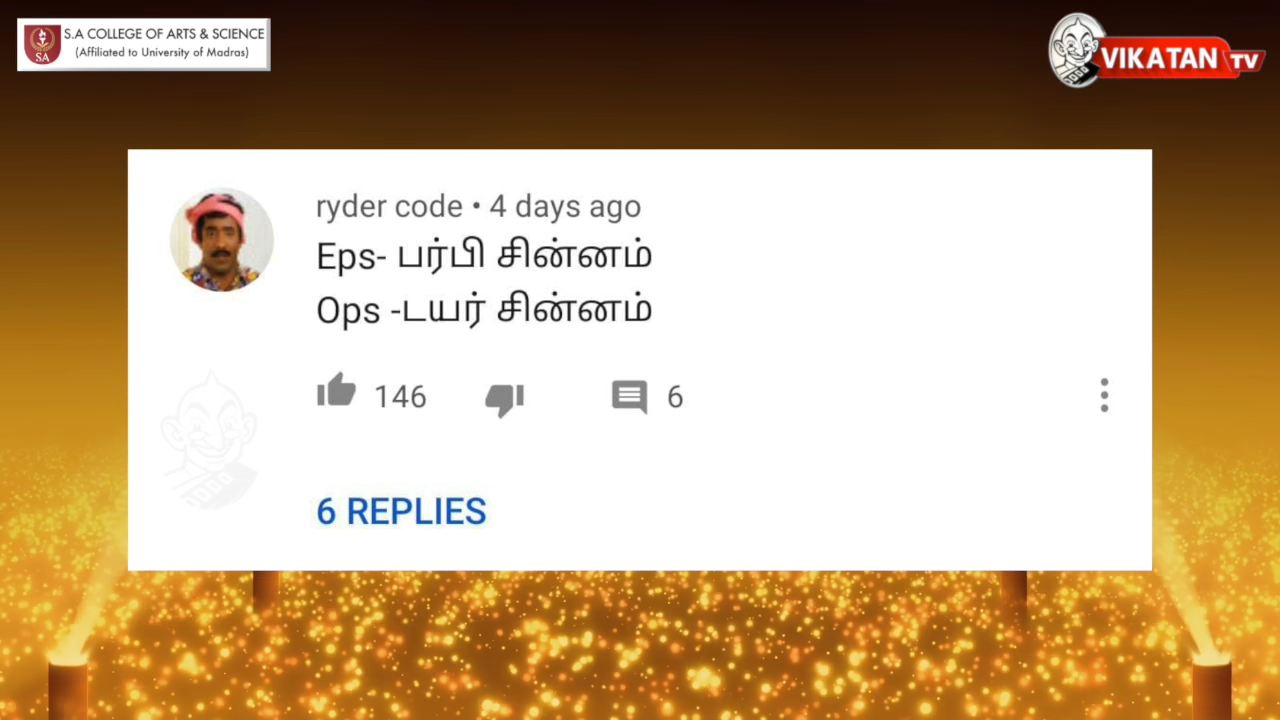 S.A COLLEGE OF ARTS & SCIENCE
(Affiliated to University of Madras)
SA
VIKATAN TV
ryder code • 4 days ago
Eps- பர்பி சின்னம்
Ops -டயர் சின்னம்
146
6
6 REPLIES